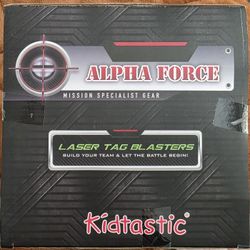 ALPHA FORCE
MISSION SPECIALIST GEAR
LASER TAG BLASTERS
BUILD YOUR TEAM & LET THE BATTLE BEGIN!
Kidtastic®